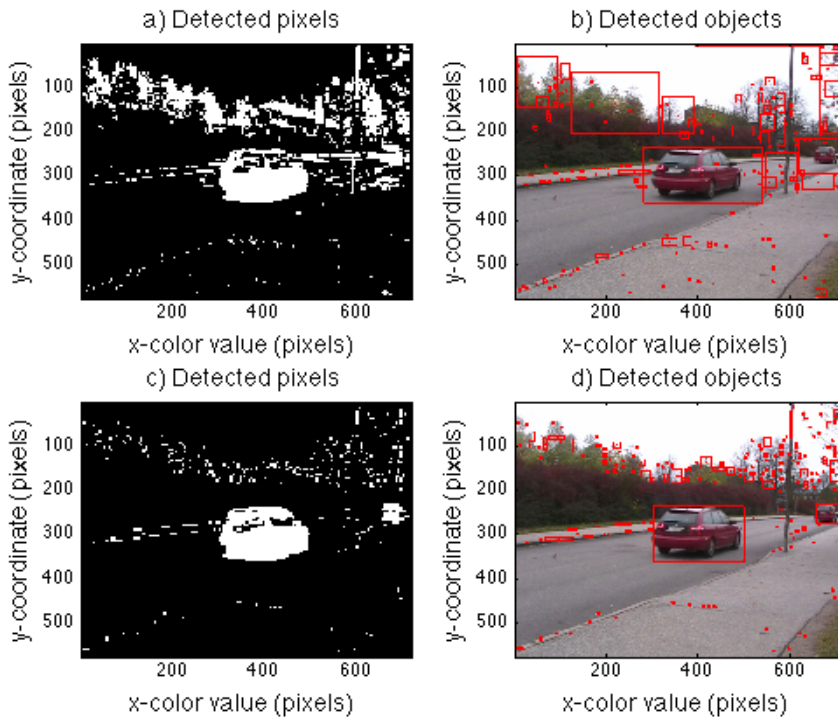 a) Detected pixels
b) Detected objects
y-coordinate (pixels)
100
200
300
400
500
200
400
600
x-color value (pixels)
y-coordinate (pixels)
100
200
300
400
500
200
400
600
x-color value (pixels)
c) Detected pixels
d) Detected objects
y-coordinate (pixels)
100
200
300
400
500
200
400
600
x-color value (pixels)
y-coordinate (pixels)
100
200
300
400
500
200
400
600
x-color value (pixels)